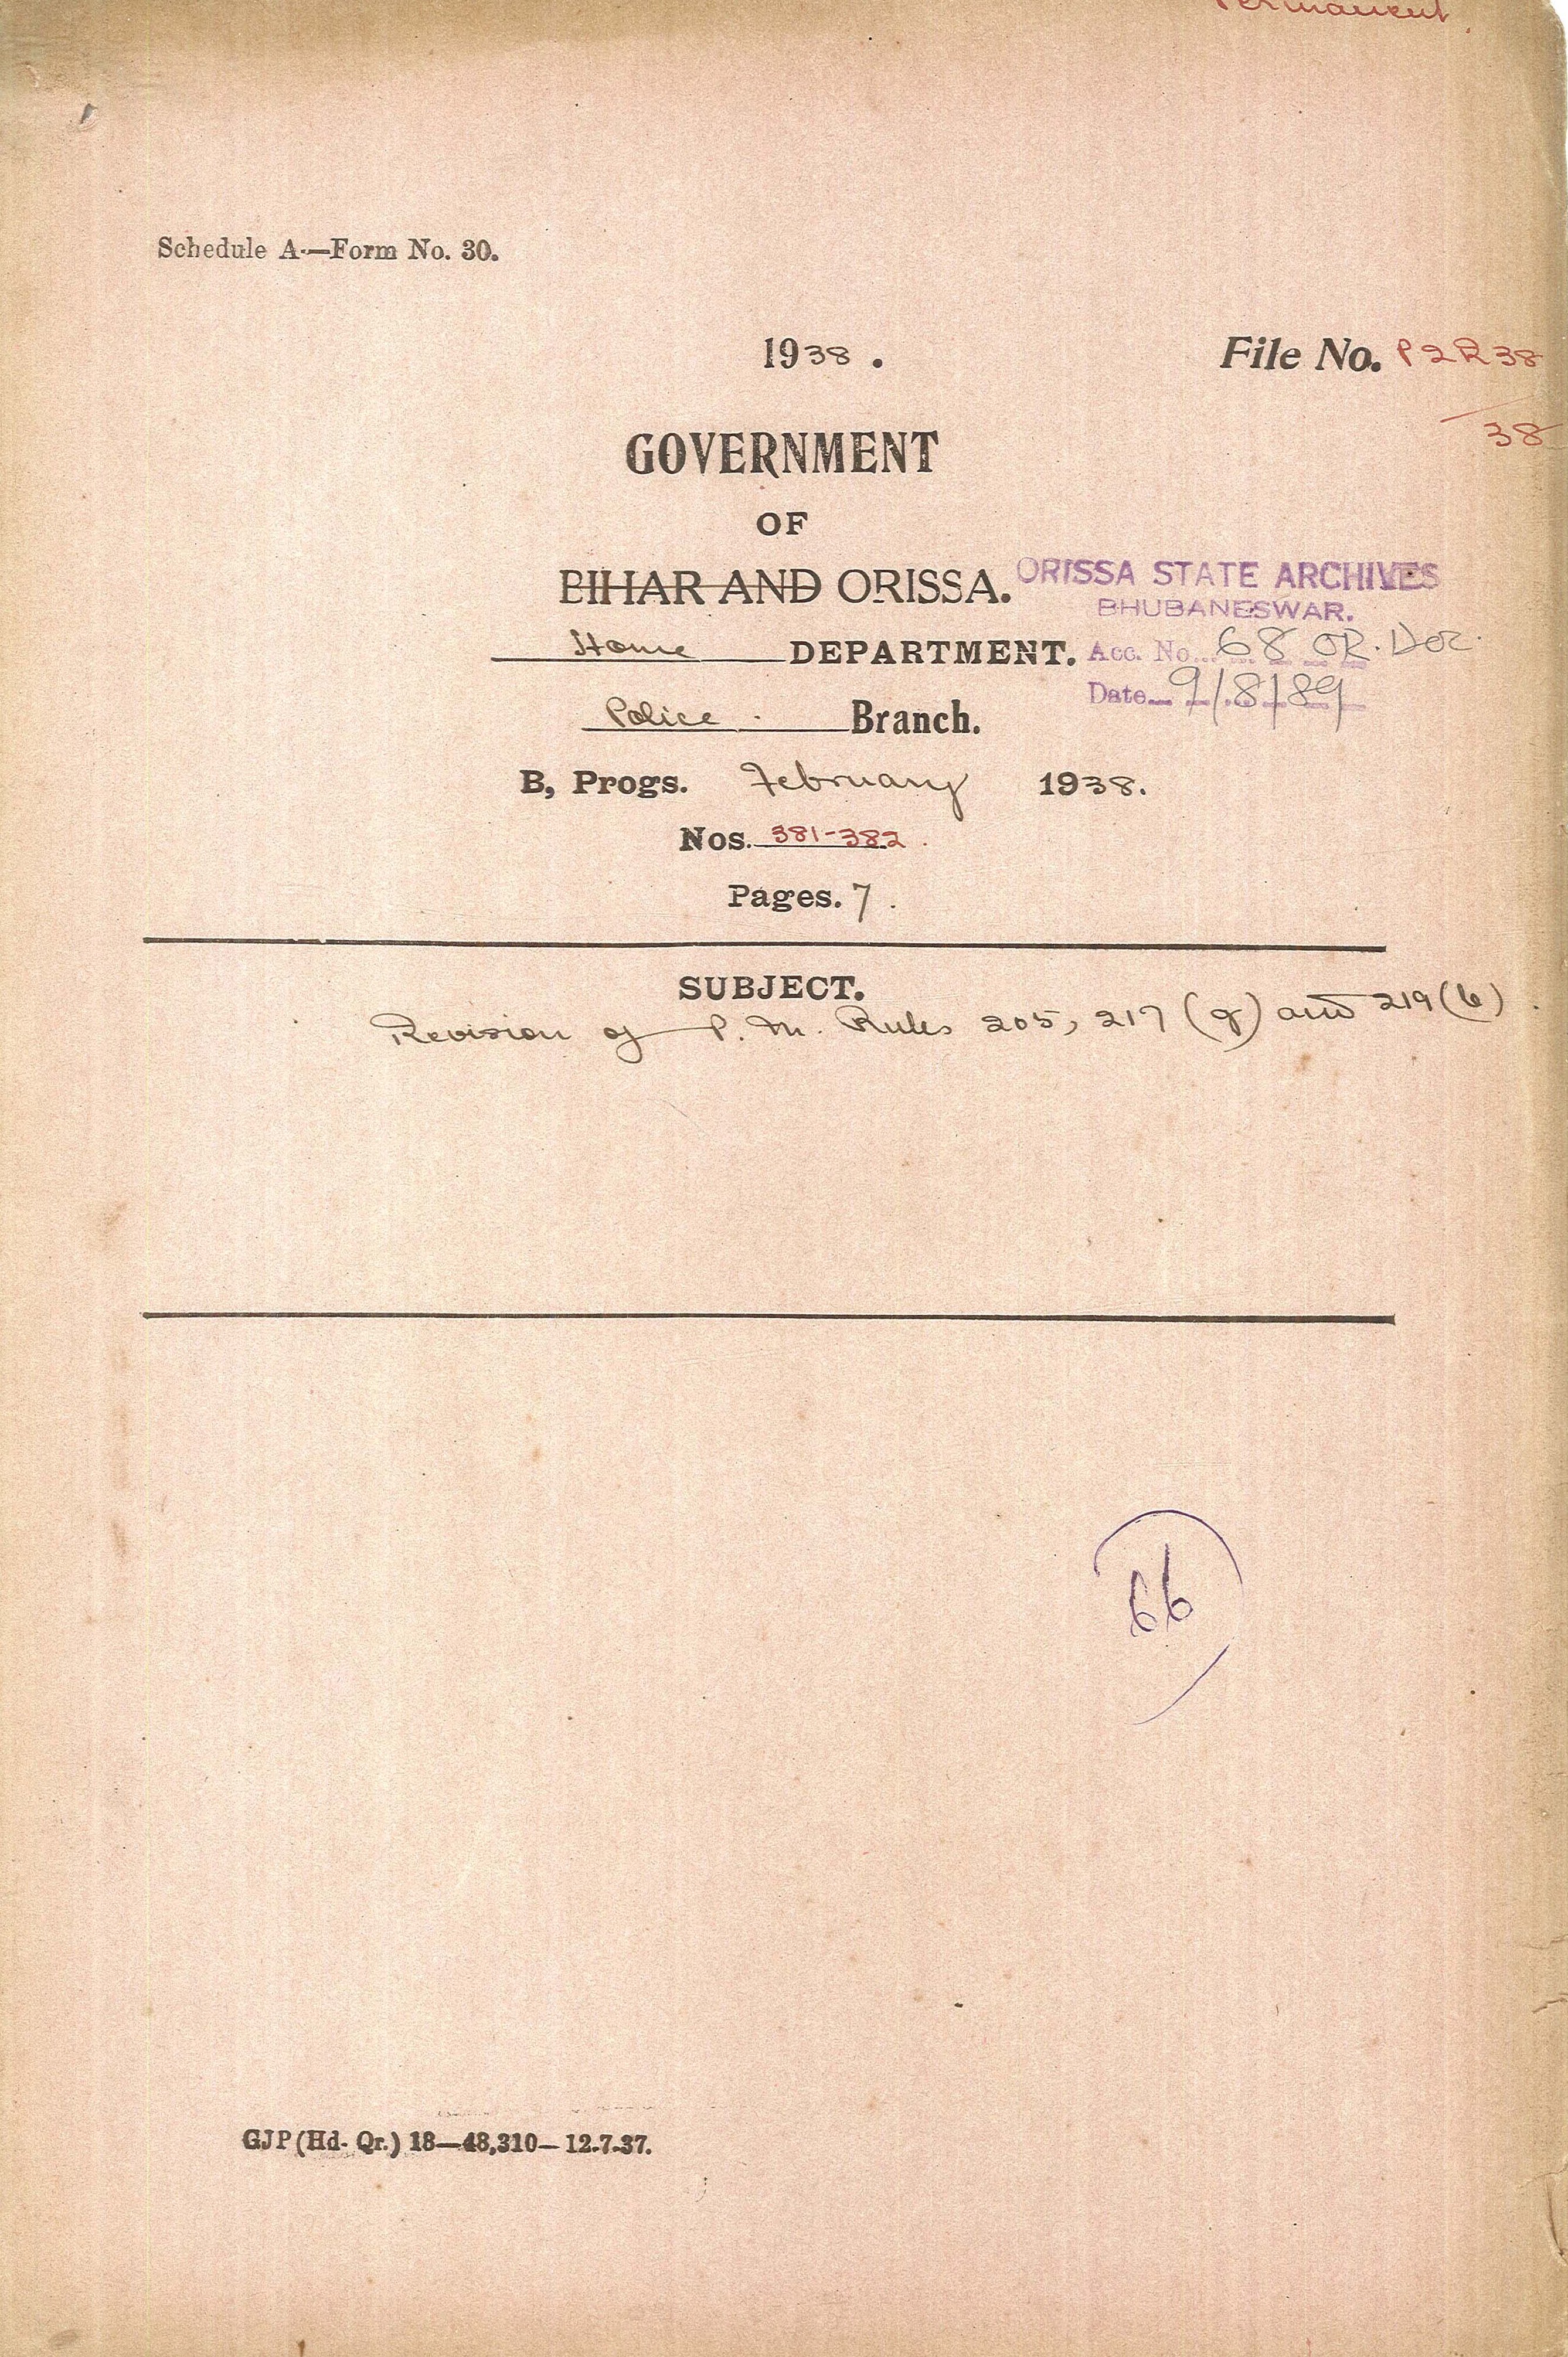 Permanent
Schedule A—Form No. 30.
1938.
File No. P2R38
38
GOVERNMENT
OF
BIHAR AND ORISSA.
ORISSA STATE ARCHIVES
BHUBANESWAR.
Home DEPARTMENT.
Acc. No. 68 OR. Doc.
Police Branch.
Date 9/8/89
B, Progs. February 1938.
Nos. 381-382.
Pages. 7.
SUBJECT.
Revision of P. M. Rules 205, 217 (g) and 219(b).
66
GJP(Hd. Qr.) 18—48,310—12.7.37.